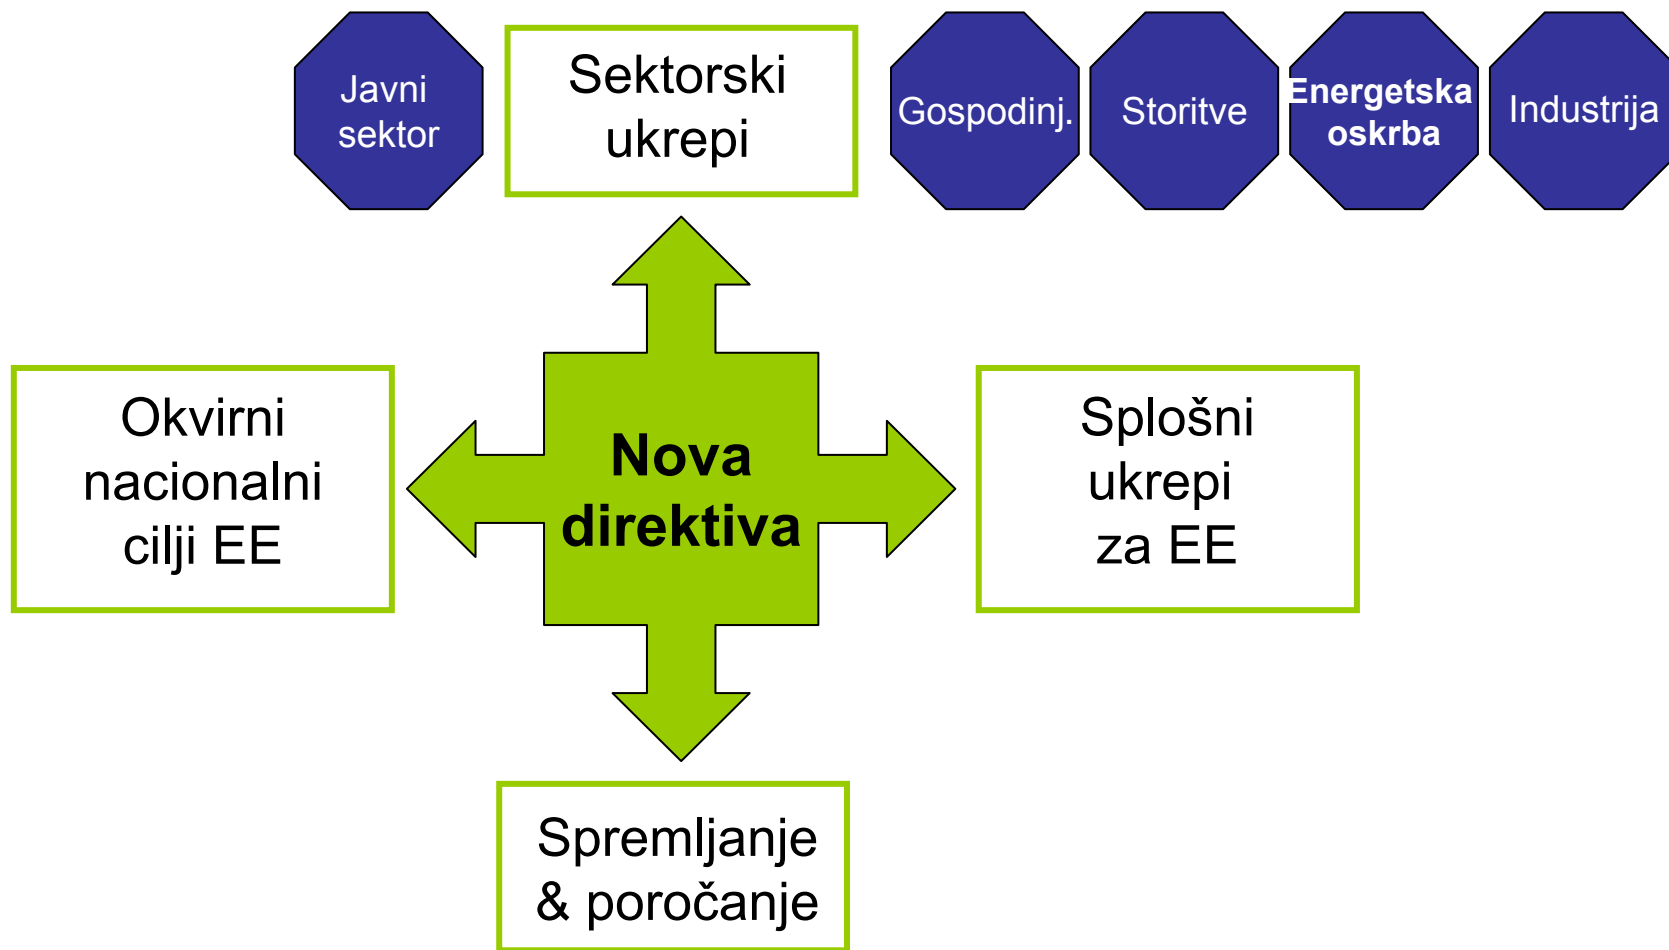 Javni
sektor
Sektorski
ukrepi
Gospodinj.
Storitve
Energetska
oskrba
Industrija
Okvirni
nacionalni
cilji EE
Nova
direktiva
Splošni
ukrepi
za EE
Spremljanje
& poročanje